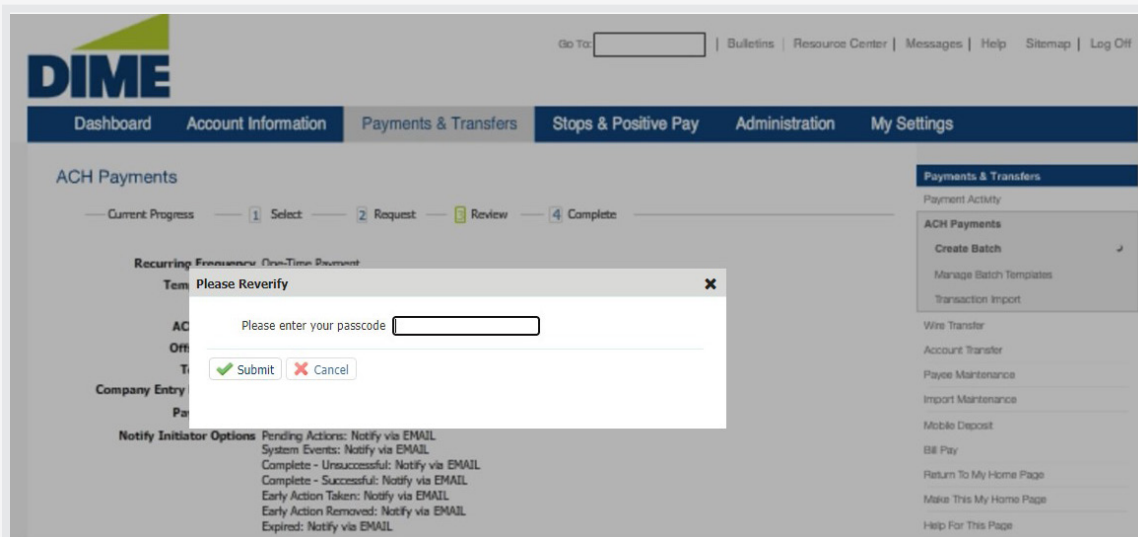 DIME
Go To: | Bulletins | Resource Center | Messages | Help Sitemap | Log Off
Dashboard Account Information Payments & Transfers Stops & Positive Pay Administration My Settings
ACH Payments
Current Progress 1 Select 2 Request 3 Review 4 Complete
Recurring Frequency One-Time Payment
Tem
Please Reverify
AC
Please enter your passcode
Off
T
Submit Cancel
Company Entry
Pa
Notify Initiator Options Pending Actions: Notify via EMAIL
System Events: Notify via EMAIL
Complete - Unsuccessful: Notify via EMAIL
Complete - Successful: Notify via EMAIL
Early Action Taken: Notify via EMAIL
Early Action Removed: Notify via EMAIL
Expired: Notify via EMAIL
Payments & Transfers
Payment Activity
ACH Payments
Create Batch
Manage Batch Templates
Transaction Import
Wire Transfer
Account Transfer
Payee Maintenance
Import Maintenance
Mobile Deposit
Bill Pay
Return To My Home Page
Make This My Home Page
Help For This Page